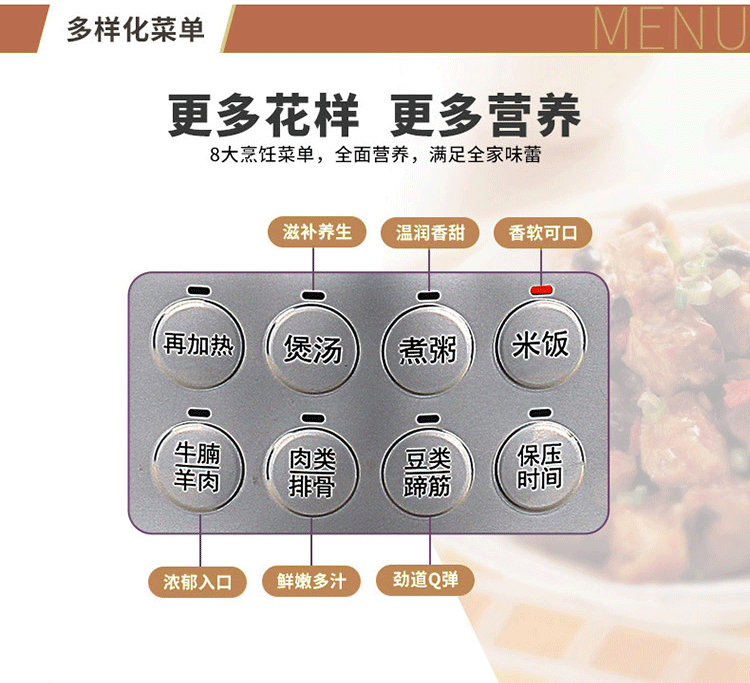 多样化菜单
MENU
更多花样 更多营养
8大烹饪菜单，全面营养，满足全家味蕾
滋补养生
温润香甜
香软可口
再加热
煲汤
煮粥
米饭
牛腩
羊肉
肉类
排骨
豆类
蹄筋
保压
时间
浓郁入口
鲜嫩多汁
劲道Q弹